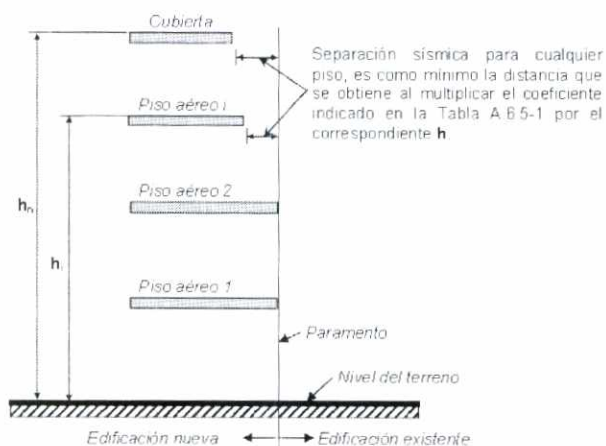 Cubierta
Separación sísmica para cualquier
piso, es como mínimo la distancia que
se obtiene al multiplicar el coeficiente
indicado en la Tabla A.6.5-1 por el
correspondiente h
Piso aéreo i
Piso aéreo 2
hn
hi
Piso aéreo 1
Paramento
Nivel del terreno
Edificación nueva
Edificación existente